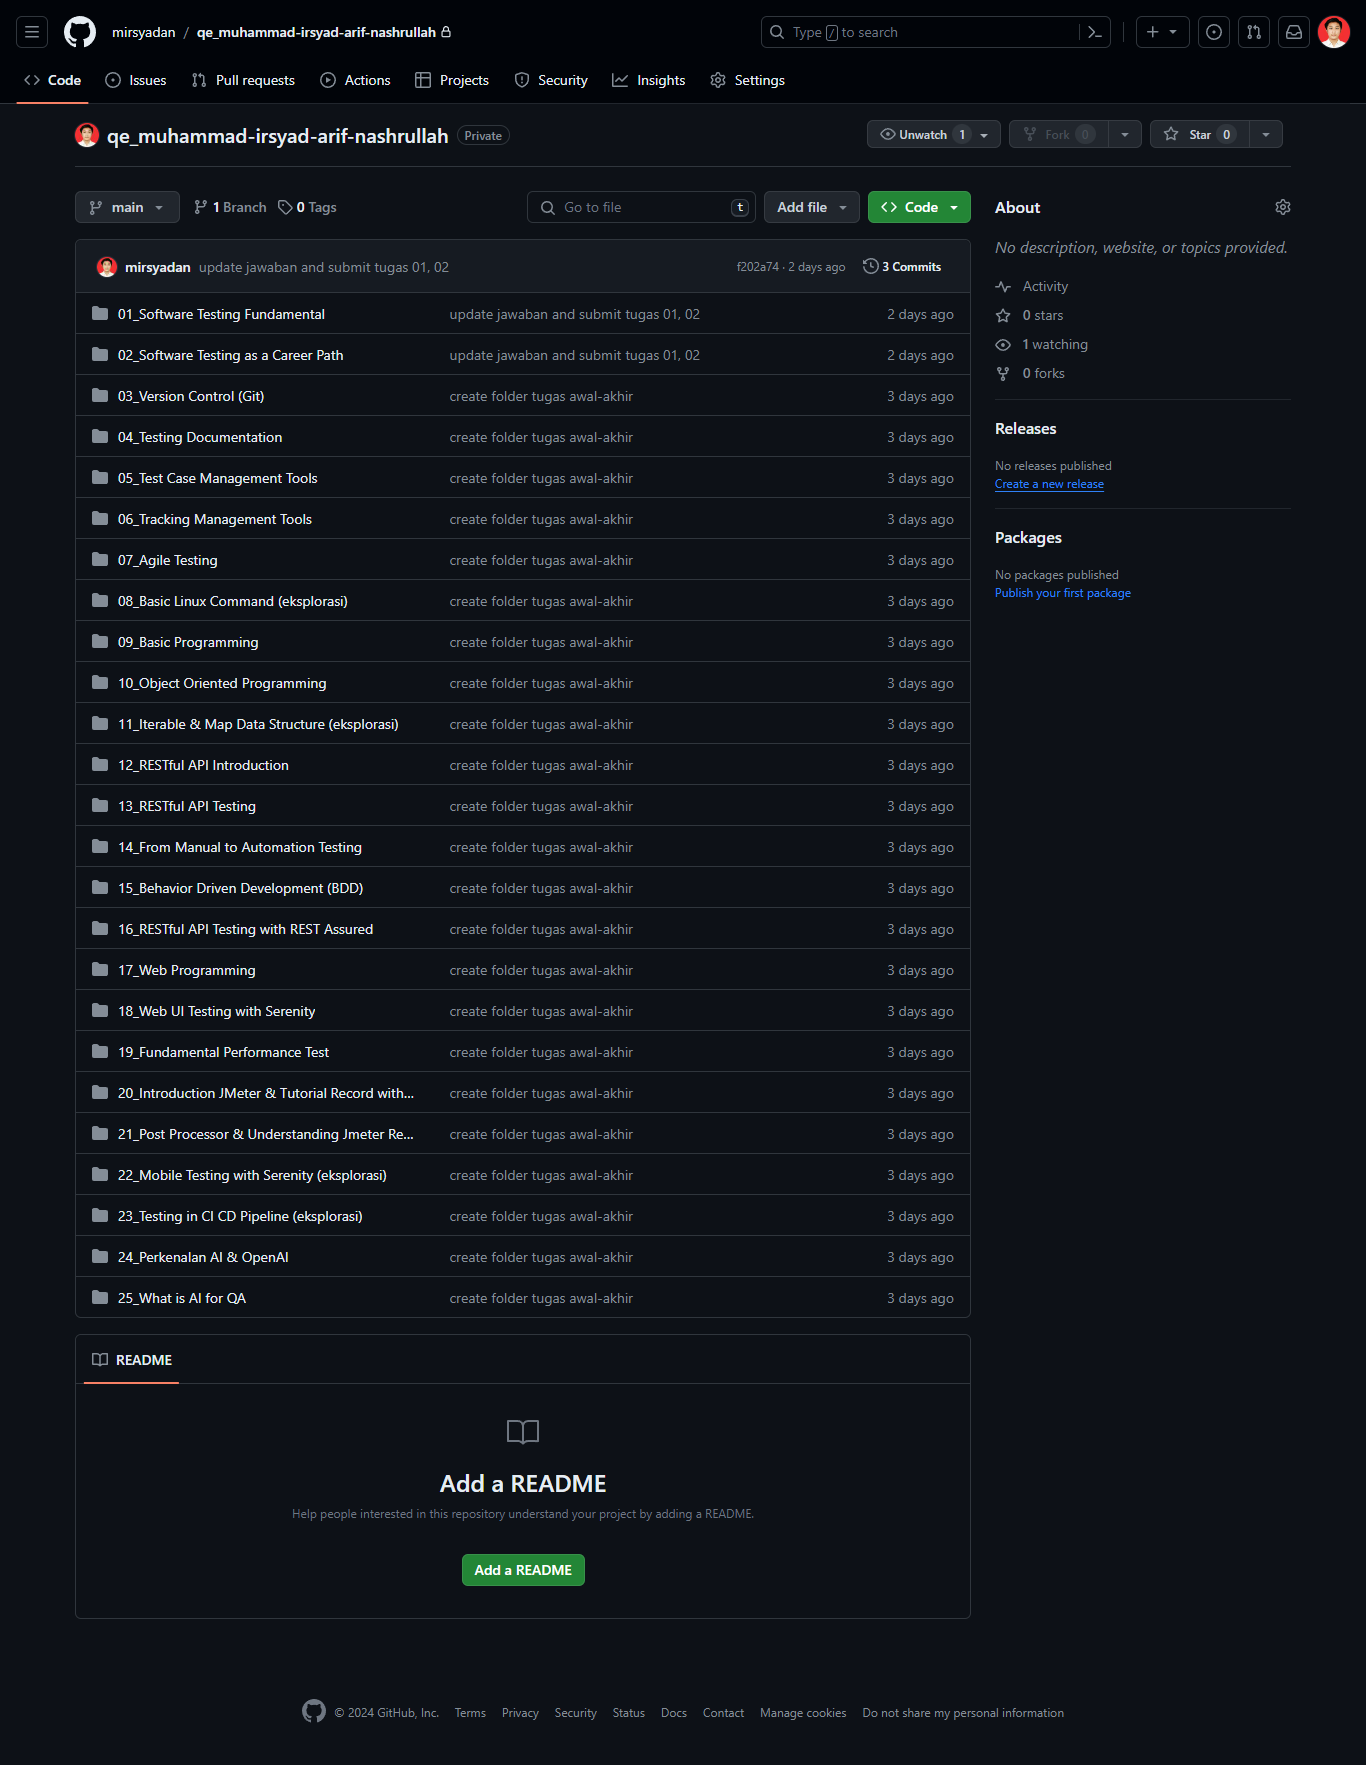 mirsyadan / qe_muhammad-irsyad-arif-nashrullah
Type / to search
Code Issues Pull requests Actions Projects Security Insights Settings
qe_muhammad-irsyad-arif-nashrullah Private
Unwatch 1 Fork 0 Star 0
main 1 Branch 0 Tags Go to file t Add file Code
mirsyadan update jawaban and submit tugas 01, 02 f202a74 · 2 days ago 3 Commits
01_Software Testing Fundamental update jawaban and submit tugas 01, 02 2 days ago
02_Software Testing as a Career Path update jawaban and submit tugas 01, 02 2 days ago
03_Version Control (Git) create folder tugas awal-akhir 3 days ago
04_Testing Documentation create folder tugas awal-akhir 3 days ago
05_Test Case Management Tools create folder tugas awal-akhir 3 days ago
06_Tracking Management Tools create folder tugas awal-akhir 3 days ago
07_Agile Testing create folder tugas awal-akhir 3 days ago
08_Basic Linux Command (eksplorasi) create folder tugas awal-akhir 3 days ago
09_Basic Programming create folder tugas awal-akhir 3 days ago
10_Object Oriented Programming create folder tugas awal-akhir 3 days ago
11_Iterable & Map Data Structure (eksplorasi) create folder tugas awal-akhir 3 days ago
12_RESTful API Introduction create folder tugas awal-akhir 3 days ago
13_RESTful API Testing create folder tugas awal-akhir 3 days ago
14_From Manual to Automation Testing create folder tugas awal-akhir 3 days ago
15_Behavior Driven Development (BDD) create folder tugas awal-akhir 3 days ago
16_RESTful API Testing with REST Assured create folder tugas awal-akhir 3 days ago
17_Web Programming create folder tugas awal-akhir 3 days ago
18_Web UI Testing with Serenity create folder tugas awal-akhir 3 days ago
19_Fundamental Performance Test create folder tugas awal-akhir 3 days ago
20_Introduction JMeter & Tutorial Record with... create folder tugas awal-akhir 3 days ago
21_Post Processor & Understanding Jmeter Re... create folder tugas awal-akhir 3 days ago
22_Mobile Testing with Serenity (eksplorasi) create folder tugas awal-akhir 3 days ago
23_Testing in CI CD Pipeline (eksplorasi) create folder tugas awal-akhir 3 days ago
24_Perkenalan AI & OpenAI create folder tugas awal-akhir 3 days ago
25_What is AI for QA create folder tugas awal-akhir 3 days ago
README
Add a README
Help people interested in this repository understand your project by adding a README.
Add a README
About
No description, website, or topics provided.
Activity
0 stars
1 watching
0 forks
Releases
No releases published
Create a new release
Packages
No packages published
Publish your first package
© 2024 GitHub, Inc. Terms Privacy Security Status Docs Contact Manage cookies Do not share my personal information